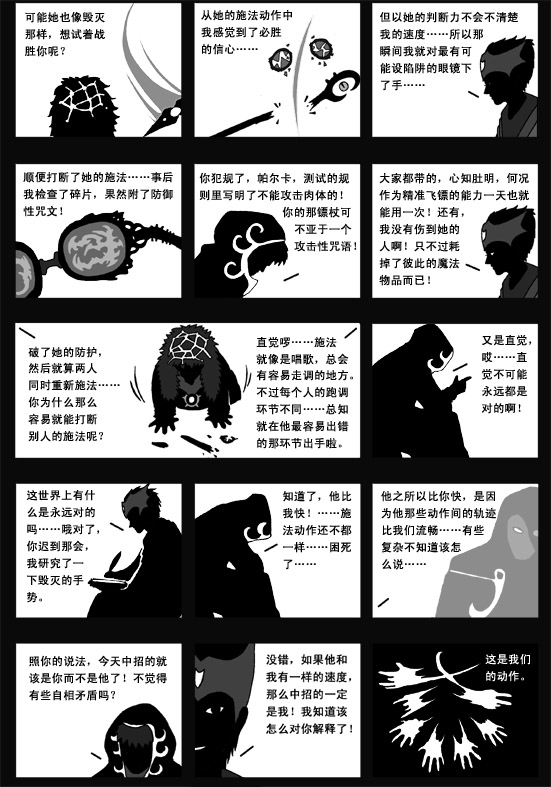 可能她也像毁灭
那样，想试着战
胜你呢？
从她的施法动作中
我感觉到了必胜
的信心……
但以她的判断力不会不清楚
我的速度……所以那
瞬间我就对最有可
能设陷阱的眼镜下
了手……
顺便打断了她的施法……事后
我检查了碎片，果然附了防御
性咒文！
你犯规了，帕尔卡，测试的规
则里写明了不能攻击肉体的！
你的那镖杖可
不亚于一个
攻击性咒语！
大家都带的，心知肚明，何况
作为精准飞镖的能力一天也就
能用一次！还有，
我没有伤到她的
人啊！只不过耗
掉了彼此的魔法
物品而已！
破了她的防护，
然后就算两人
同时重新施法……
你为什么那么
容易就能打断
别人的施法呢？
直觉啰……施法
就像是唱歌，总会
有容易走调的地方。
不过每个人的跑调
环节不同……总知
就在他最容易出错
的那环节出手啦。
又是直觉，
哎……直
觉不可能
永远都是
对的啊！
这世界上有什
么是永远对的
吗……哦对了，
你迟到那会，
我研究了一
下毁灭的手
势。
知道了，他比
我快！……施
法动作还不都
一样……困死
了……
他之所以比你快，是因
为他那些动作间的轨迹
比我们流畅……有些
复杂不知道该怎
么说……
照你的说法，今天中招的就
该是你而不是他了！不觉得
有些自相矛盾吗？
没错，如果他和
我有一样的速度，
那么中招的一定
是我！我知道该
怎么对你解释了！
这是我们
的动作。